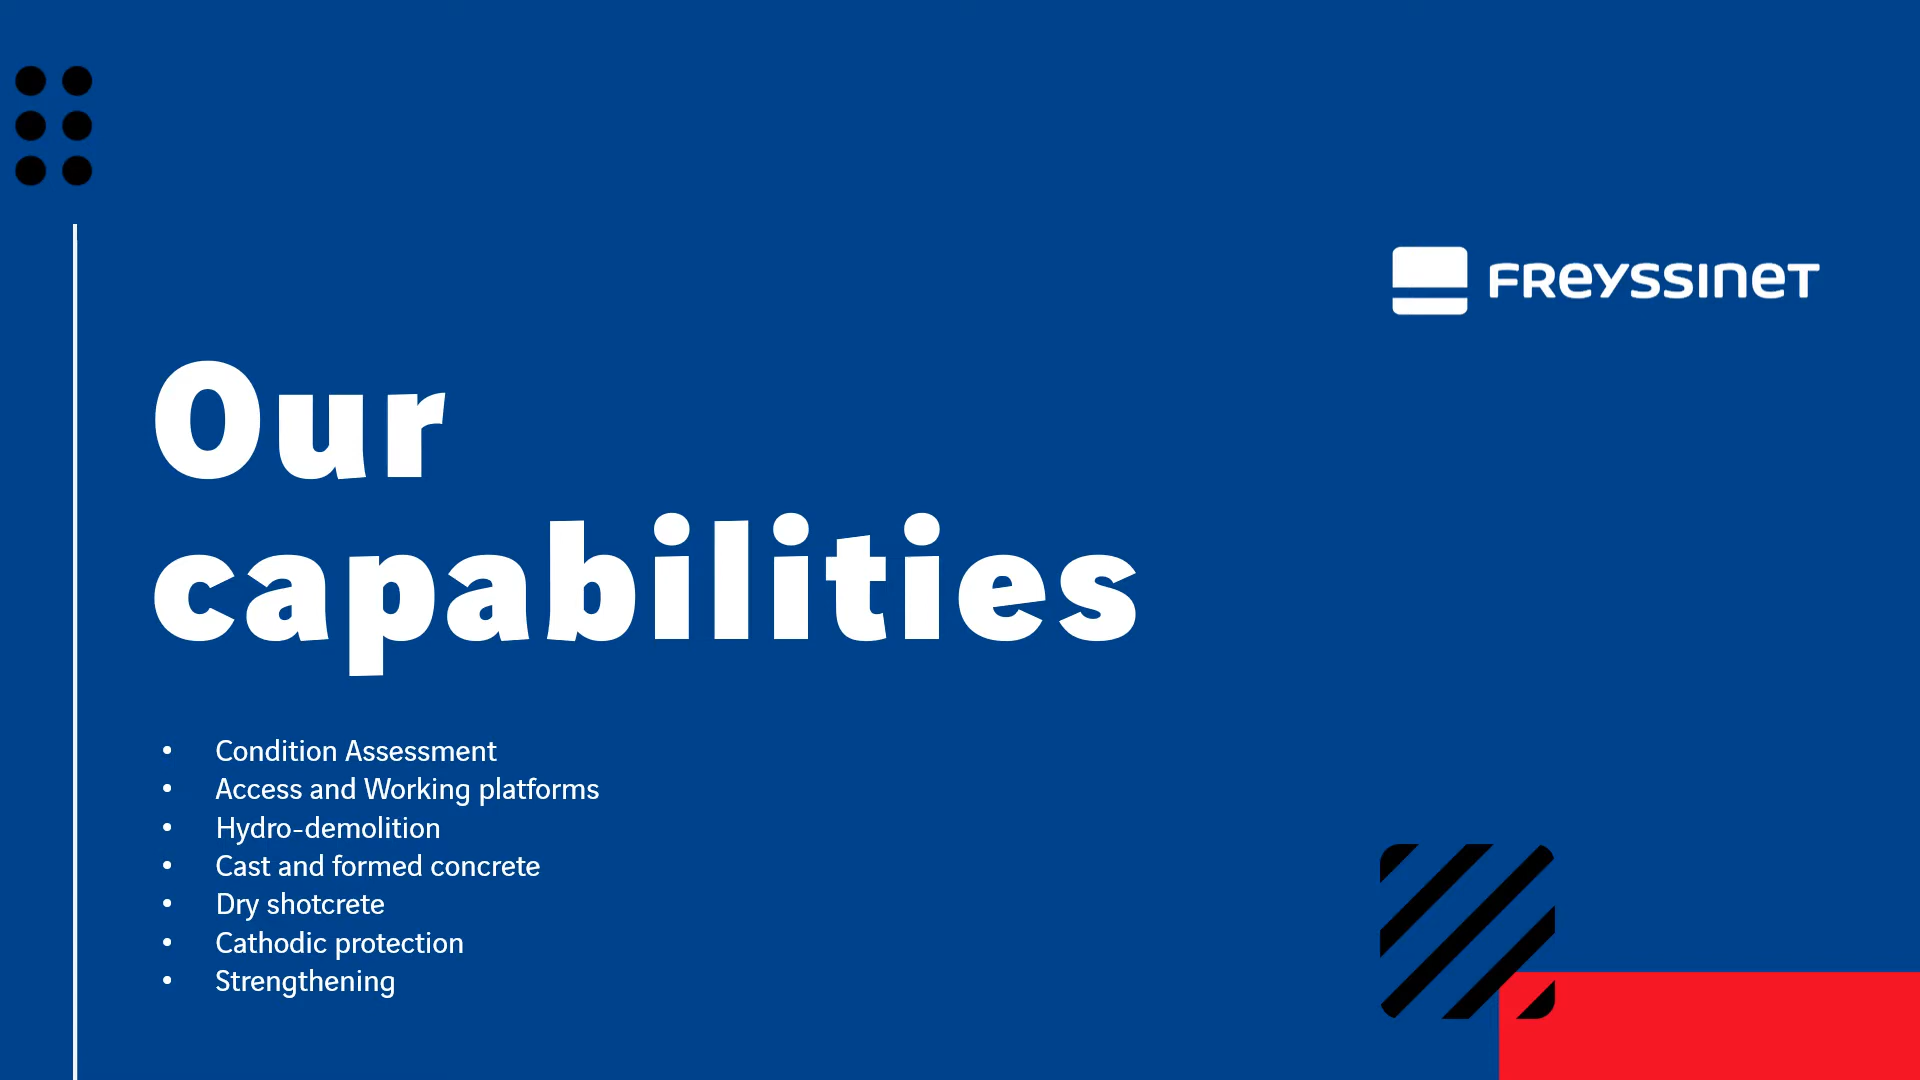 FREYSSINET
Our
capabilities
• Condition Assessment
• Access and Working platforms
• Hydro-demolition
• Cast and formed concrete
• Dry shotcrete
• Cathodic protection
• Strengthening